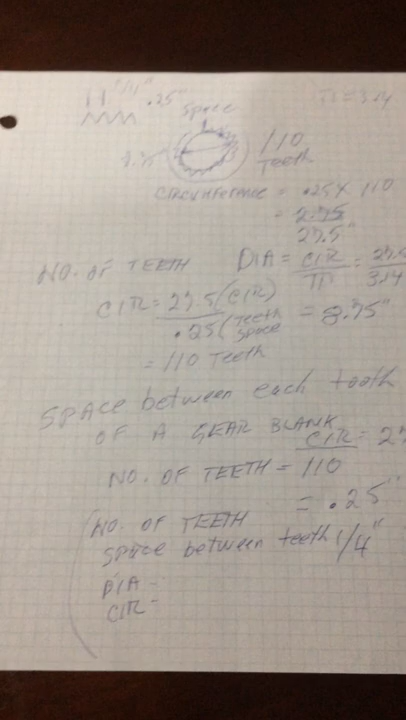 .25"
π = 3.14
Space
110
Teeth
CIRCUMFERENCE = .25 x 110
= 2.75
27.5"
NO. OF TEETH DIA = CIR = 27.
π 3.14
CIR = 27.5 (CIR) = 8.75"
.25 (Teeth
Space
= 110 Teeth
SPACE between each tooth
OF A GEAR BLANK
CIR = 27
NO. OF TEETH = 110
= .25"
NO. OF TEETH
Space between teeth 1/4"
DIA =
CIR =